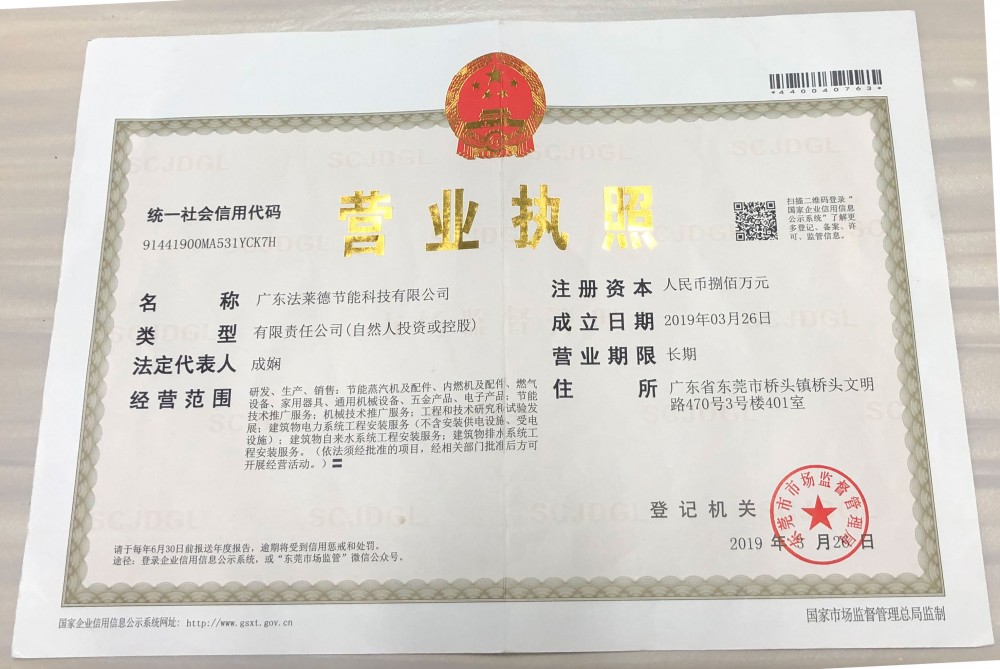 *440040763*
营业执照
统一社会信用代码
91441900MA531YCK7H
扫描二维码登录“
国家企业信用信息
公示系统”了解更
多登记、备案、许
可、监管信息。
名称 广东法莱德节能科技有限公司
类型 有限责任公司(自然人投资或控股)
法定代表人 成娴
经营范围 研发、生产、销售：节能蒸汽机及配件、内燃机及配件、燃气
设备、家用器具、通用机械设备、五金产品、电子产品；节能
技术推广服务；机械技术推广服务；工程和技术研究和试验发
展；建筑物电力系统工程安装服务（不含安装供电设施、受电
设施）；建筑物自来水系统工程安装服务；建筑物排水系统工
程安装服务。（依法须经批准的项目，经相关部门批准后方可
开展经营活动。）
注册资本 人民币捌佰万元
成立日期 2019年03月26日
营业期限 长期
住所 广东省东莞市桥头镇桥头文明
路470号3号楼401室
登记机关
东莞市市场监督管理局
2019 年 3 月 26 日
请于每年6月30日前报送年度报告，逾期将受到信用惩戒和处罚。
途径：登录企业信用信息公示系统，或“东莞市场监管”微信公众号。
国家企业信用信息公示系统网址：http://www.gsxt.gov.cn
国家市场监督管理总局监制
SCJDGL